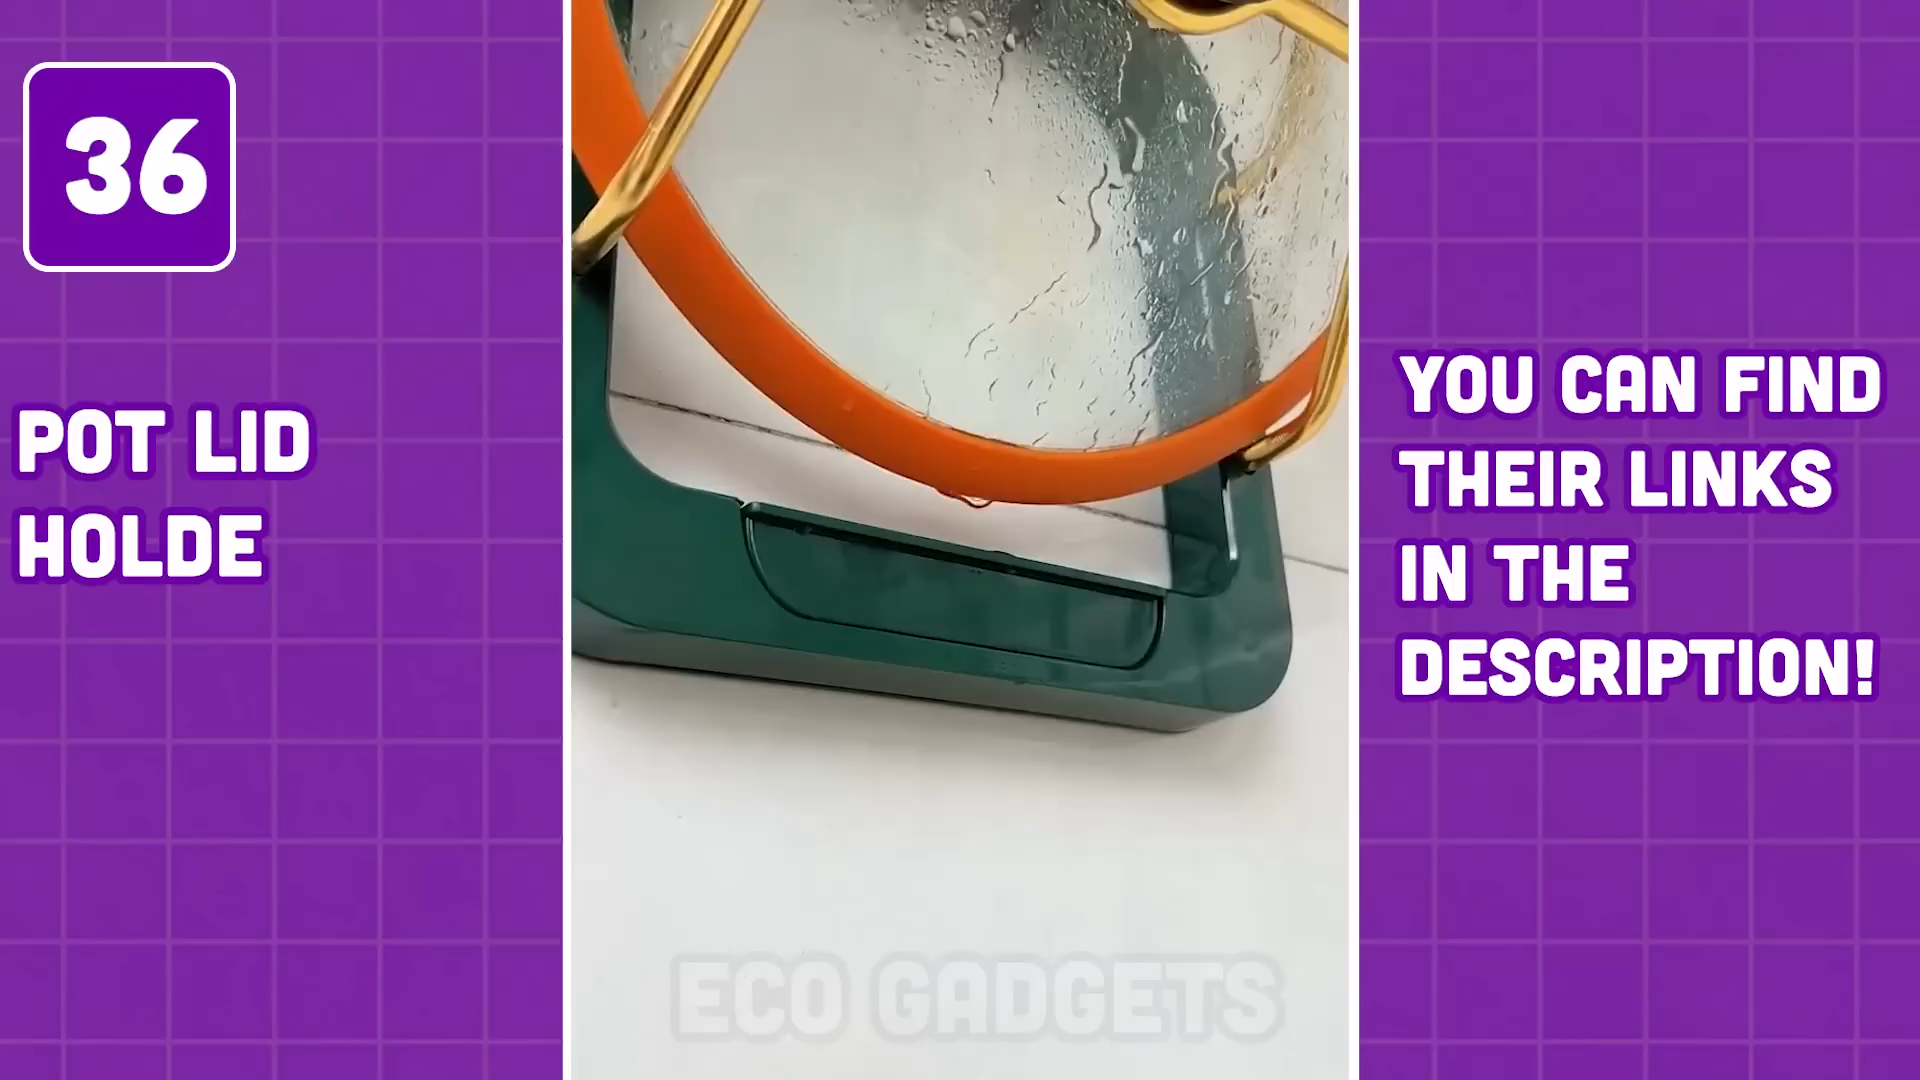 36
POT LID
HOLDE
YOU CAN FIND
THEIR LINKS
IN THE
DESCRIPTION!
ECO GADGETS